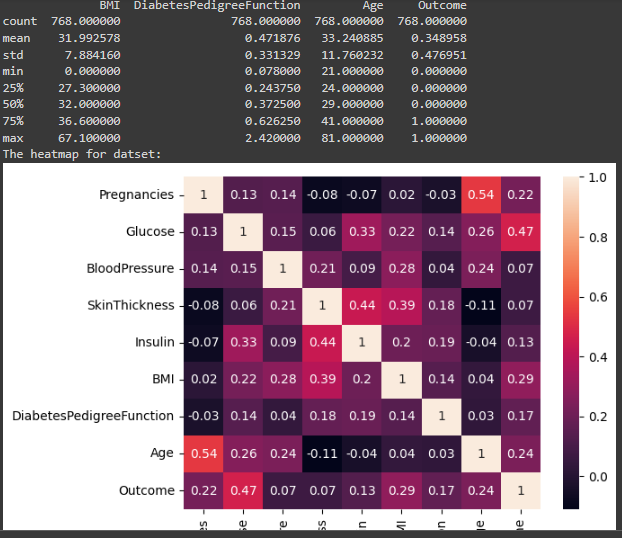 BMI DiabetesPedigreeFunction Age Outcome
count 768.000000 768.000000 768.000000 768.000000
mean 31.992578 0.471876 33.240885 0.348958
std 7.884160 0.331329 11.760232 0.476951
min 0.000000 0.078000 21.000000 0.000000
25% 27.300000 0.243750 24.000000 0.000000
50% 32.000000 0.372500 29.000000 0.000000
75% 36.600000 0.626250 41.000000 1.000000
max 67.100000 2.420000 81.000000 1.000000
The heatmap for datset:
Pregnancies 1 0.13 0.14 -0.08 -0.07 0.02 -0.03 0.54 0.22
Glucose 0.13 1 0.15 0.06 0.33 0.22 0.14 0.26 0.47
BloodPressure 0.14 0.15 1 0.21 0.09 0.28 0.04 0.24 0.07
SkinThickness -0.08 0.06 0.21 1 0.44 0.39 0.18 -0.11 0.07
Insulin -0.07 0.33 0.09 0.44 1 0.2 0.19 -0.04 0.13
BMI 0.02 0.22 0.28 0.39 0.2 1 0.14 0.04 0.29
DiabetesPedigreeFunction -0.03 0.14 0.04 0.18 0.19 0.14 1 0.03 0.17
Age 0.54 0.26 0.24 -0.11 -0.04 0.04 0.03 1 0.24
Outcome 0.22 0.47 0.07 0.07 0.13 0.29 0.17 0.24 1
es se re ss in MI on ge me
1.0
0.8
0.6
0.4
0.2
0.0